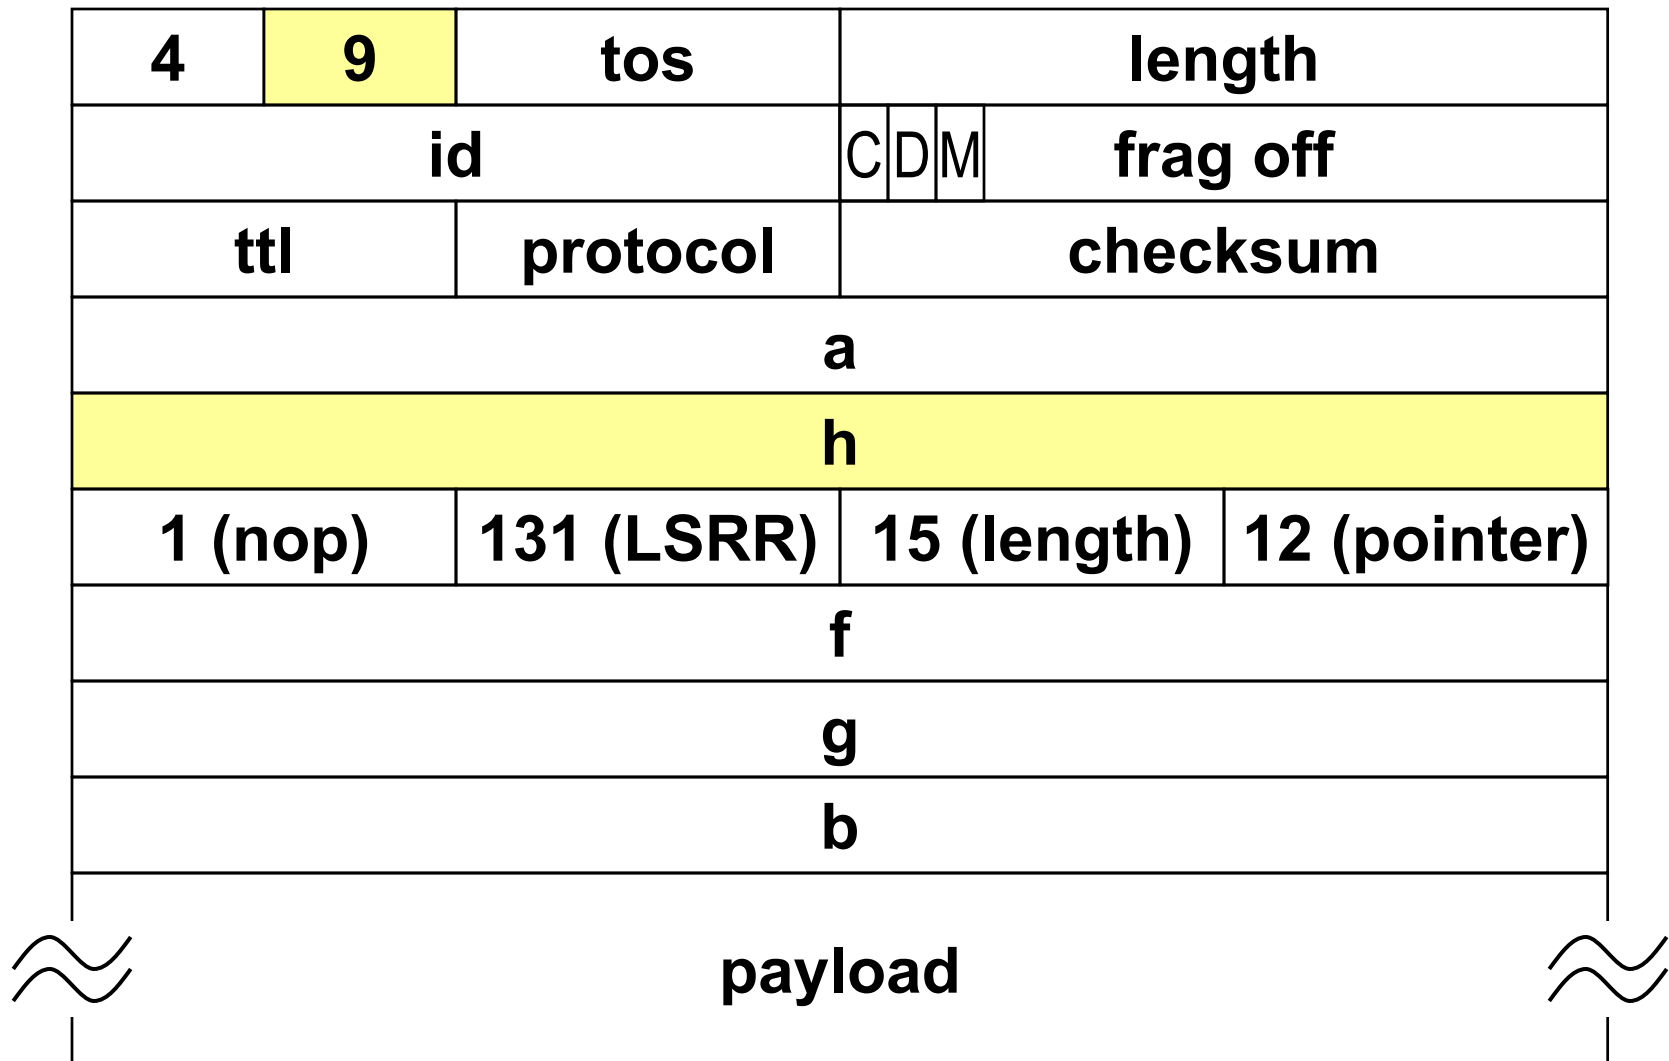 4 9 tos length
id C D M frag off
ttl protocol checksum
a
h
1 (nop) 131 (LSRR) 15 (length) 12 (pointer)
f
g
b
payload